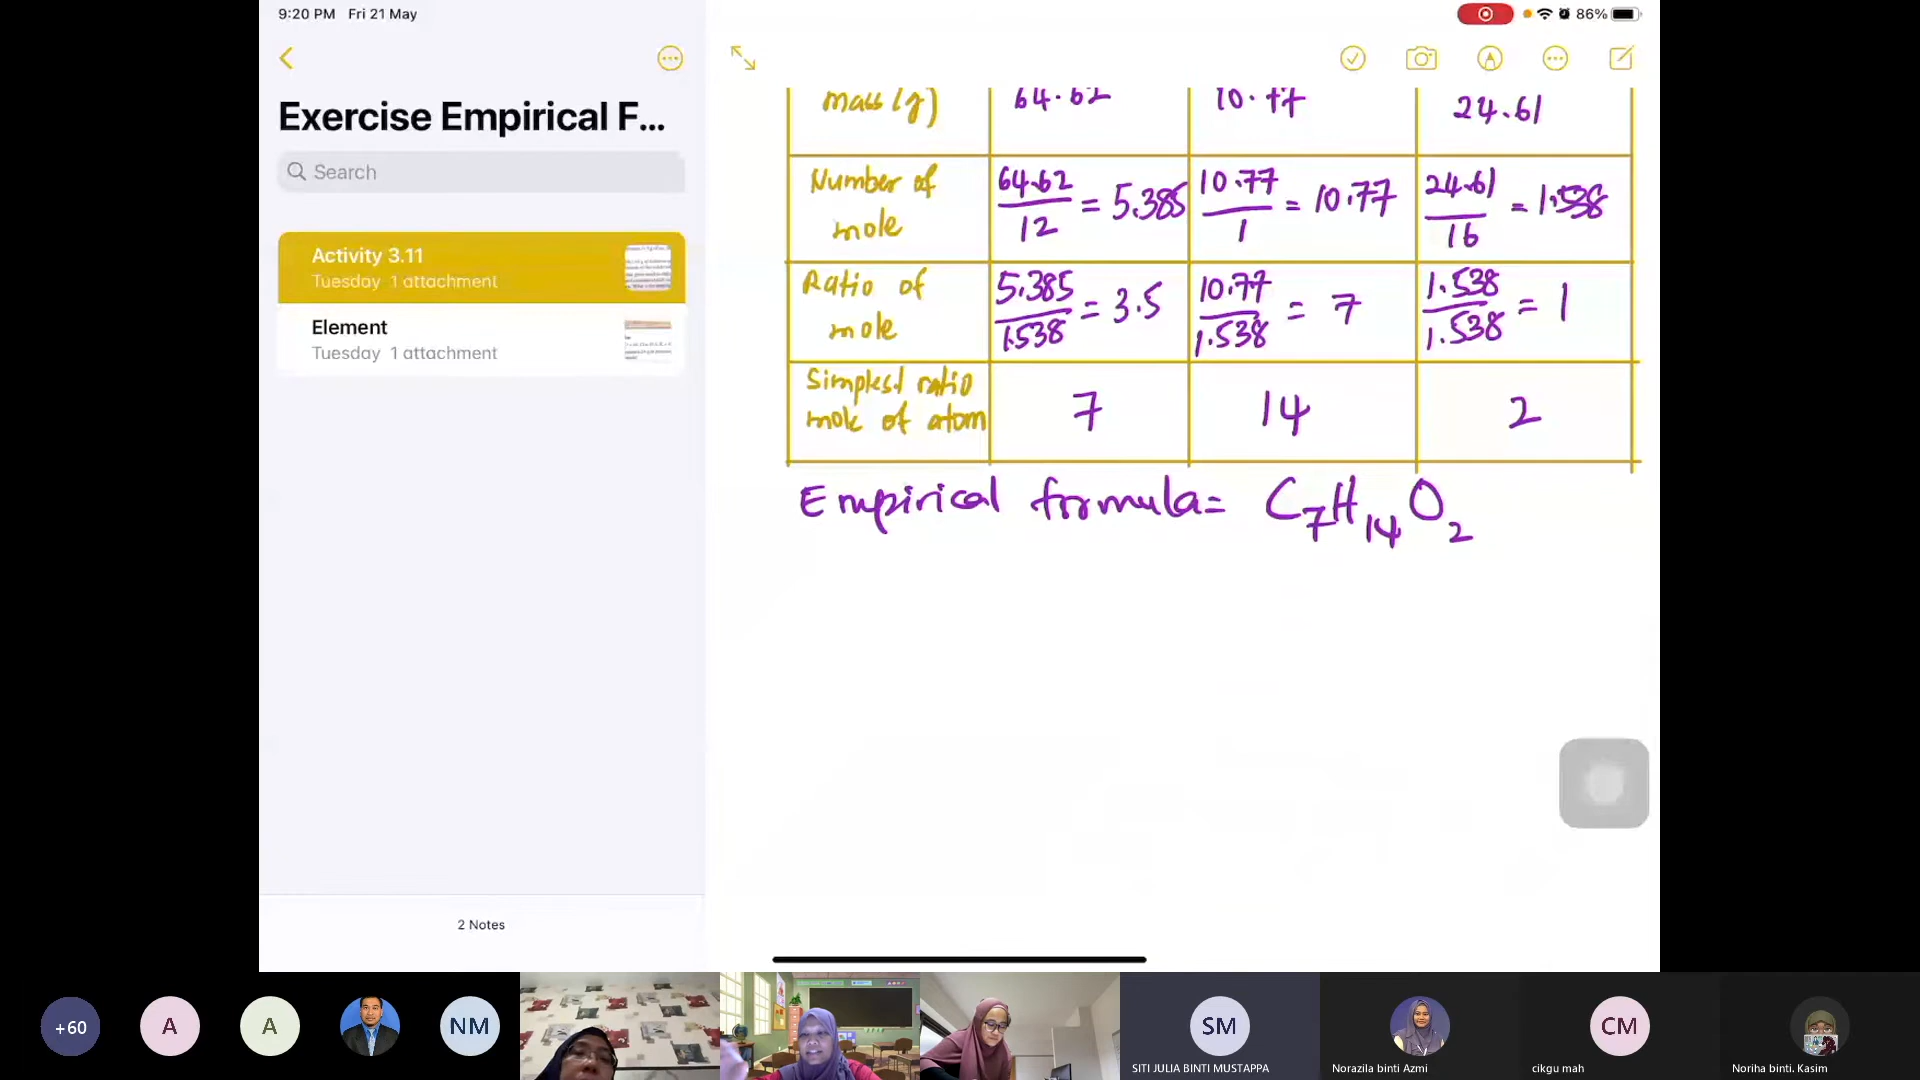 9:20 PM Fri 21 May
86%
Exercise Empirical F...
Search
Activity 3.11
Tuesday 1 attachment
Element
Tuesday 1 attachment
2 Notes
mass (g) 64.62 10.77 24.61
Number of mole 64.62/12 = 5.385 10.77/1 = 10.77 24.61/16 = 1.538
Ratio of mole 5.385/1.538 = 3.5 10.77/1.538 = 7 1.538/1.538 = 1
Simplest ratio mole of atom 7 14 2
Empirical formula = C7H14O2
+60
A
A
NM
SM
SITI JULIA BINTI MUSTAPPA
Norazila binti Azmi
CM
cikgu mah
Noriha binti. Kasim